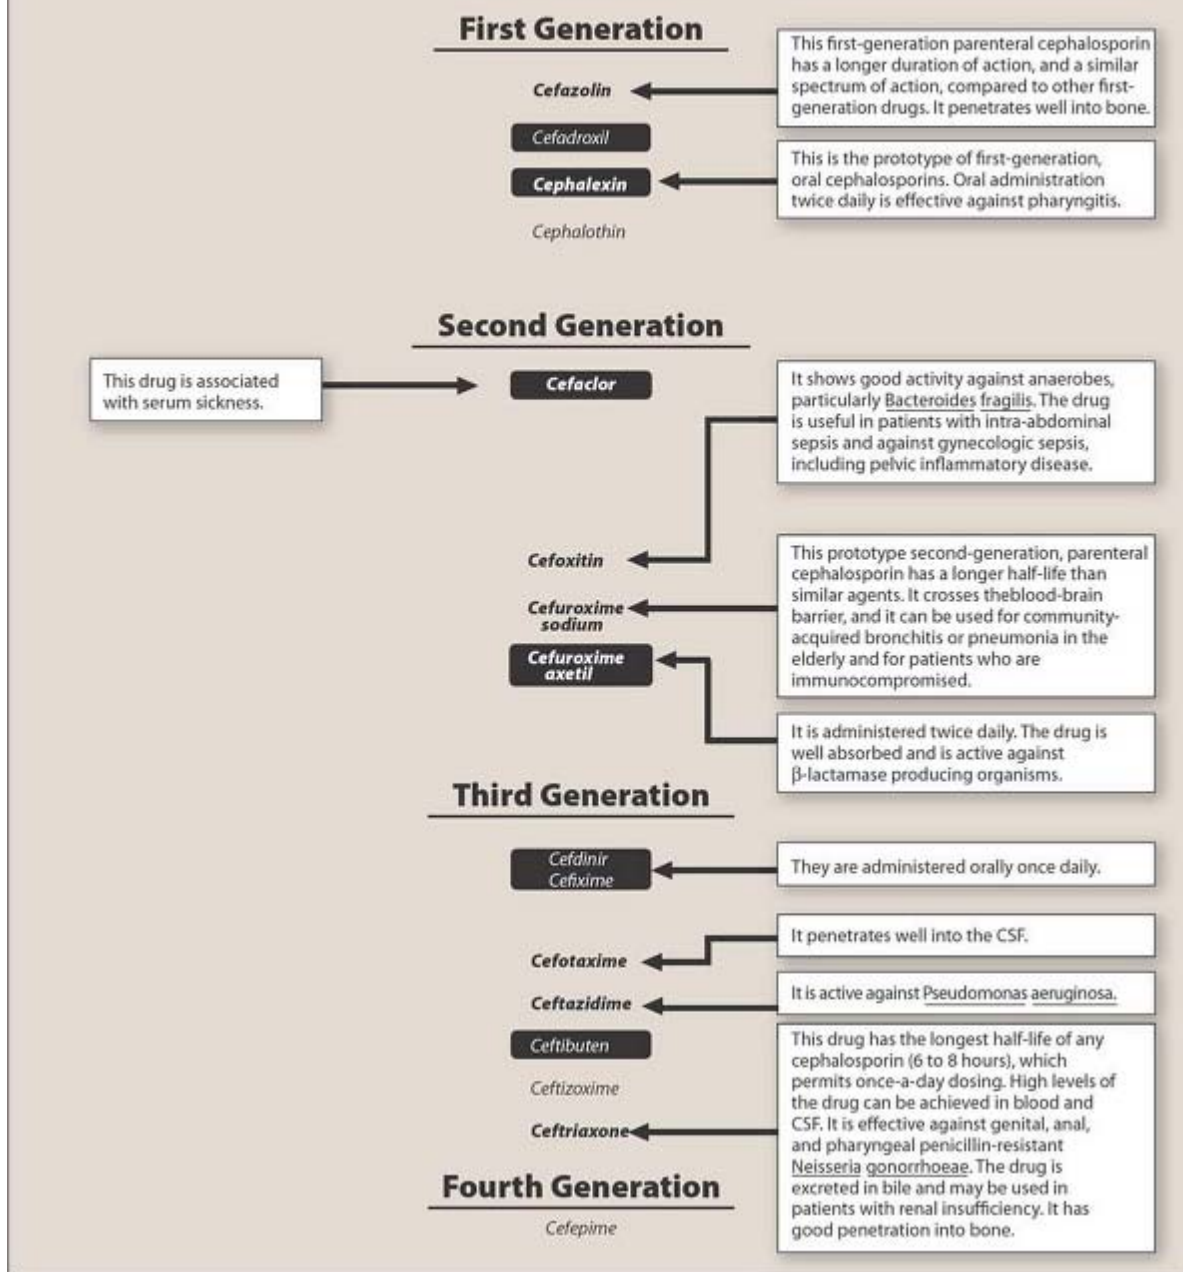 First Generation
Cefazolin
This first-generation parenteral cephalosporin
has a longer duration of action, and a similar
spectrum of action, compared to other first-
generation drugs. It penetrates well into bone.
Cefadroxil
Cephalexin
This is the prototype of first-generation,
oral cephalosporins. Oral administration
twice daily is effective against pharyngitis.
Cephalothin
Second Generation
This drug is associated
with serum sickness.
Cefaclor
It shows good activity against anaerobes,
particularly Bacteroides fragilis. The drug
is useful in patients with intra-abdominal
sepsis and against gynecologic sepsis,
including pelvic inflammatory disease.
Cefoxitin
Cefuroxime
sodium
This prototype second-generation, parenteral
cephalosporin has a longer half-life than
similar agents. It crosses theblood-brain
barrier, and it can be used for community-
acquired bronchitis or pneumonia in the
elderly and for patients who are
immunocompromised.
Cefuroxime
axetil
It is administered twice daily. The drug is
well absorbed and is active against
β-lactamase producing organisms.
Third Generation
Cefdinir
Cefixime
They are administered orally once daily.
Cefotaxime
It penetrates well into the CSF.
Ceftazidime
It is active against Pseudomonas aeruginosa.
Ceftibuten
Ceftizoxime
Ceftriaxone
This drug has the longest half-life of any
cephalosporin (6 to 8 hours), which
permits once-a-day dosing. High levels of
the drug can be achieved in blood and
CSF. It is effective against genital, anal,
and pharyngeal penicillin-resistant
Neisseria gonorrhoeae. The drug is
excreted in bile and may be used in
patients with renal insufficiency. It has
good penetration into bone.
Fourth Generation
Cefepime